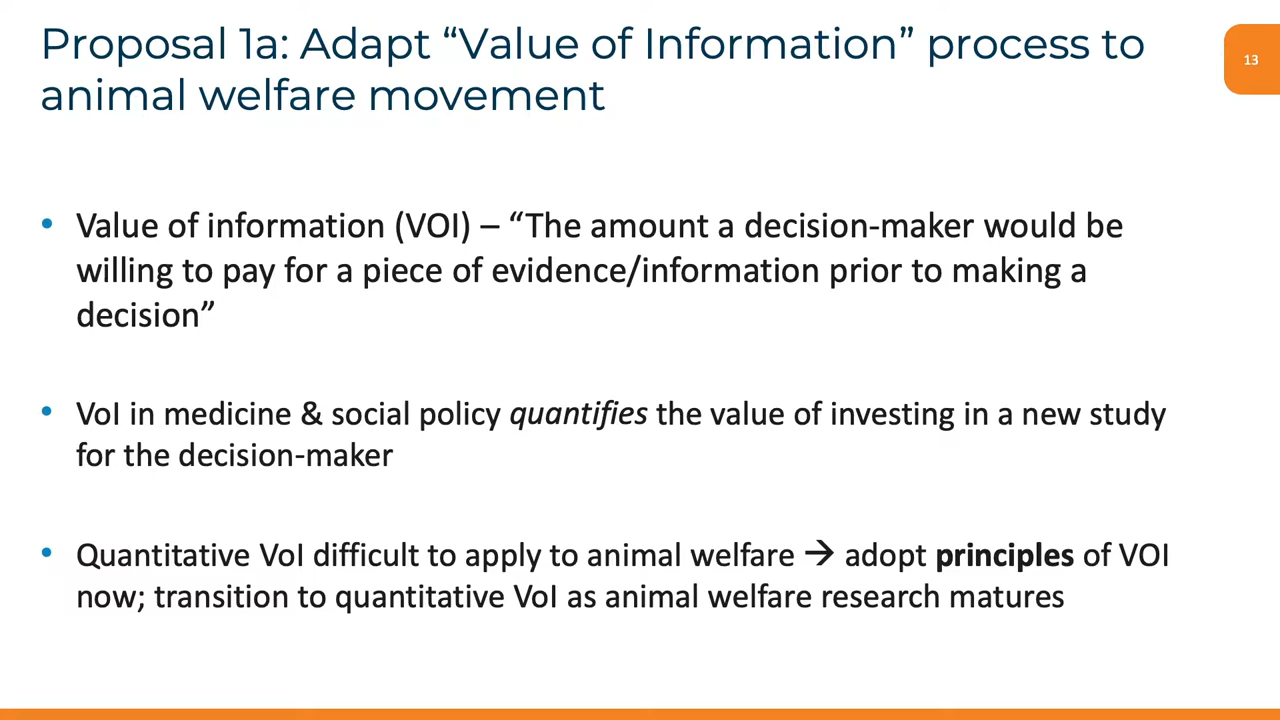 Proposal 1a: Adapt “Value of Information” process to
animal welfare movement
13
• Value of information (VOI) – “The amount a decision-maker would be
willing to pay for a piece of evidence/information prior to making a
decision”
• VoI in medicine & social policy quantifies the value of investing in a new study
for the decision-maker
• Quantitative VoI difficult to apply to animal welfare → adopt principles of VOI
now; transition to quantitative VoI as animal welfare research matures